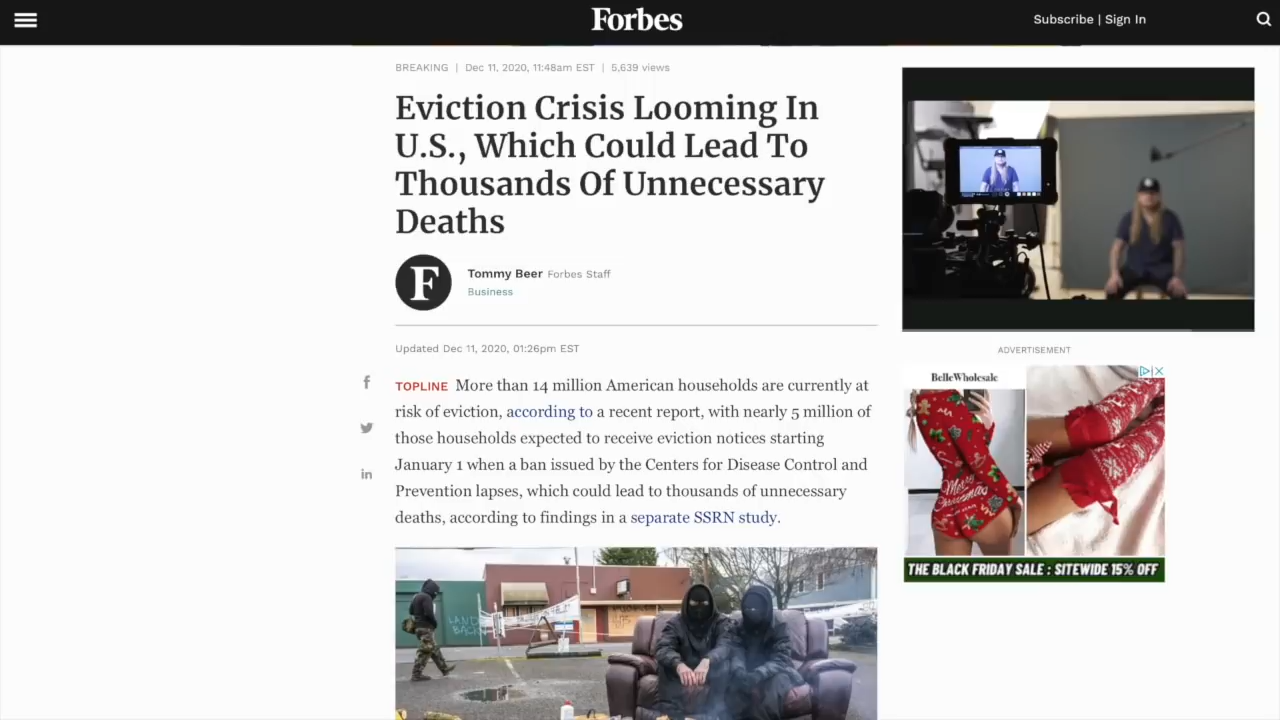 Forbes
Subscribe | Sign In
BREAKING | Dec 11, 2020, 11:48am EST | 5,639 views
Eviction Crisis Looming In
U.S., Which Could Lead To
Thousands Of Unnecessary
Deaths
F
Tommy Beer Forbes Staff
Business
Updated Dec 11, 2020, 01:26pm EST
TOPLINE More than 14 million American households are currently at
risk of eviction, according to a recent report, with nearly 5 million of
those households expected to receive eviction notices starting
January 1 when a ban issued by the Centers for Disease Control and
Prevention lapses, which could lead to thousands of unnecessary
deaths, according to findings in a separate SSRN study.
f
in
LAND
BACK
ADVERTISEMENT
BelleWholesale
Merry
Christmas
THE BLACK FRIDAY SALE : SITEWIDE 15% OFF